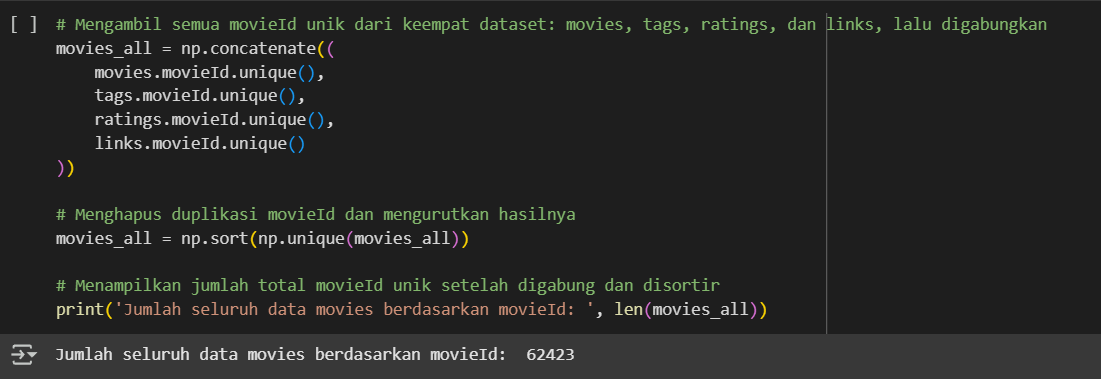 [ ] # Mengambil semua movieId unik dari keempat dataset: movies, tags, ratings, dan links, lalu digabungkan
movies_all = np.concatenate((
    movies.movieId.unique(),
    tags.movieId.unique(),
    ratings.movieId.unique(),
    links.movieId.unique()
))
# Menghapus duplikasi movieId dan mengurutkan hasilnya
movies_all = np.sort(np.unique(movies_all))
# Menampilkan jumlah total movieId unik setelah digabung dan disortir
print('Jumlah seluruh data movies berdasarkan movieId: ', len(movies_all))
Jumlah seluruh data movies berdasarkan movieId:  62423